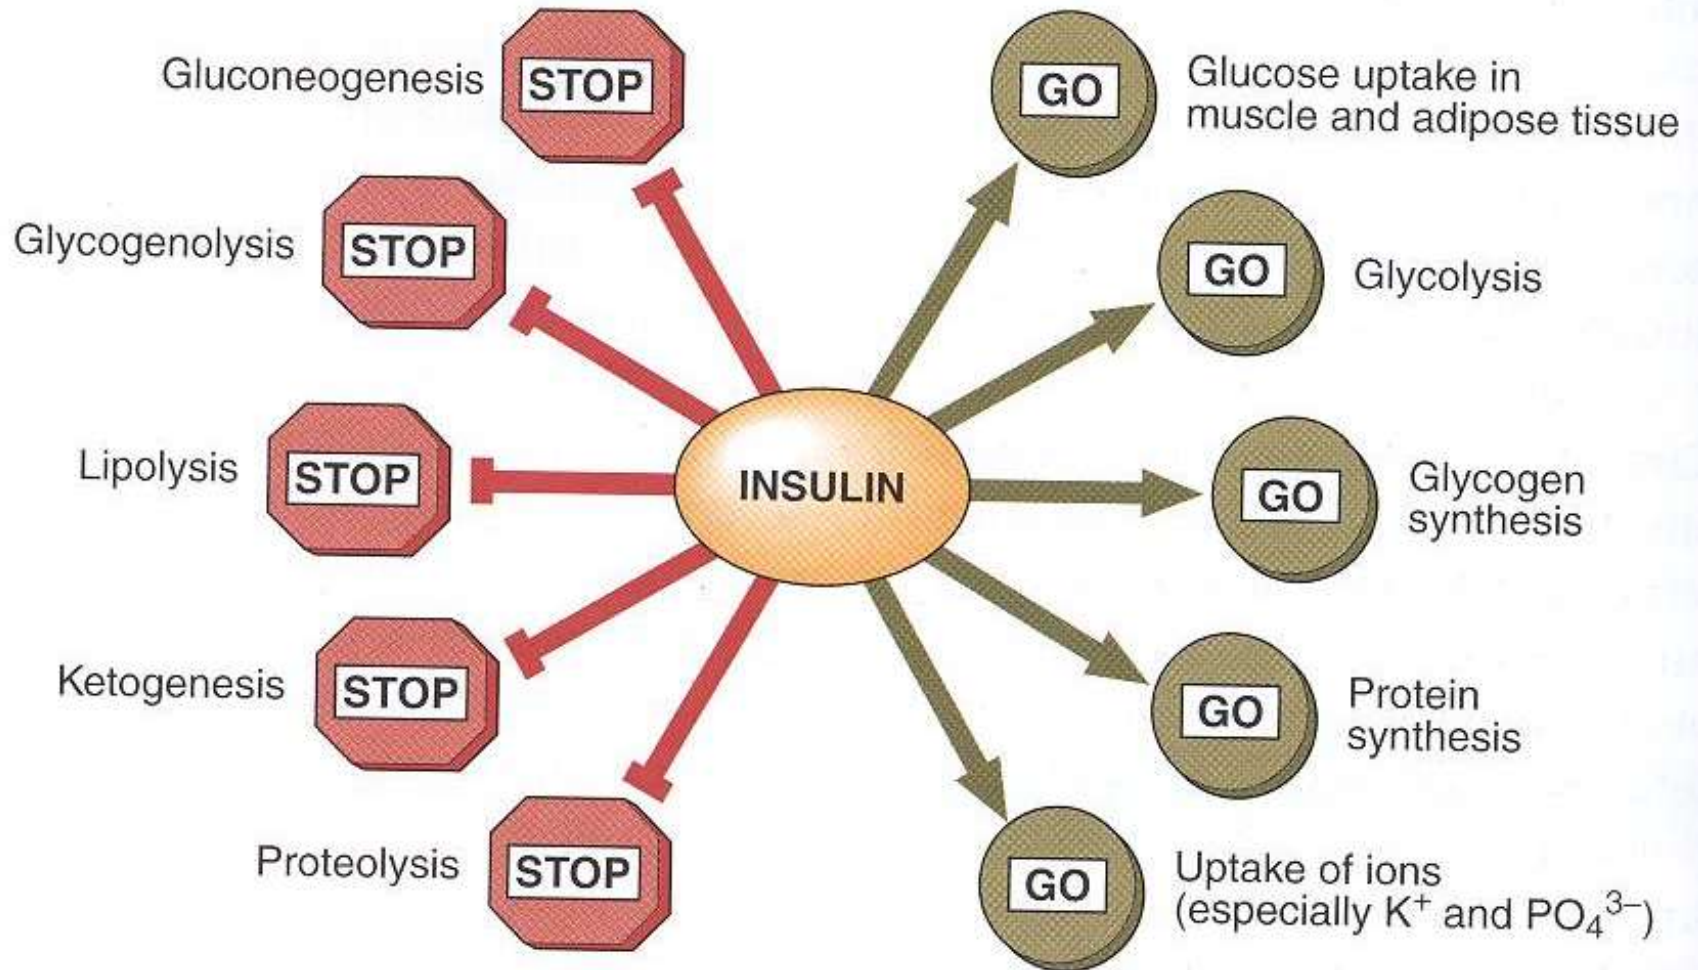 Gluconeogenesis
STOP
Glycogenolysis
STOP
Lipolysis
STOP
Ketogenesis
STOP
Proteolysis
STOP
INSULIN
GO
Glucose uptake in
muscle and adipose tissue
GO
Glycolysis
GO
Glycogen
synthesis
GO
Protein
synthesis
GO
Uptake of ions
(especially K⁺ and PO₄³⁻)